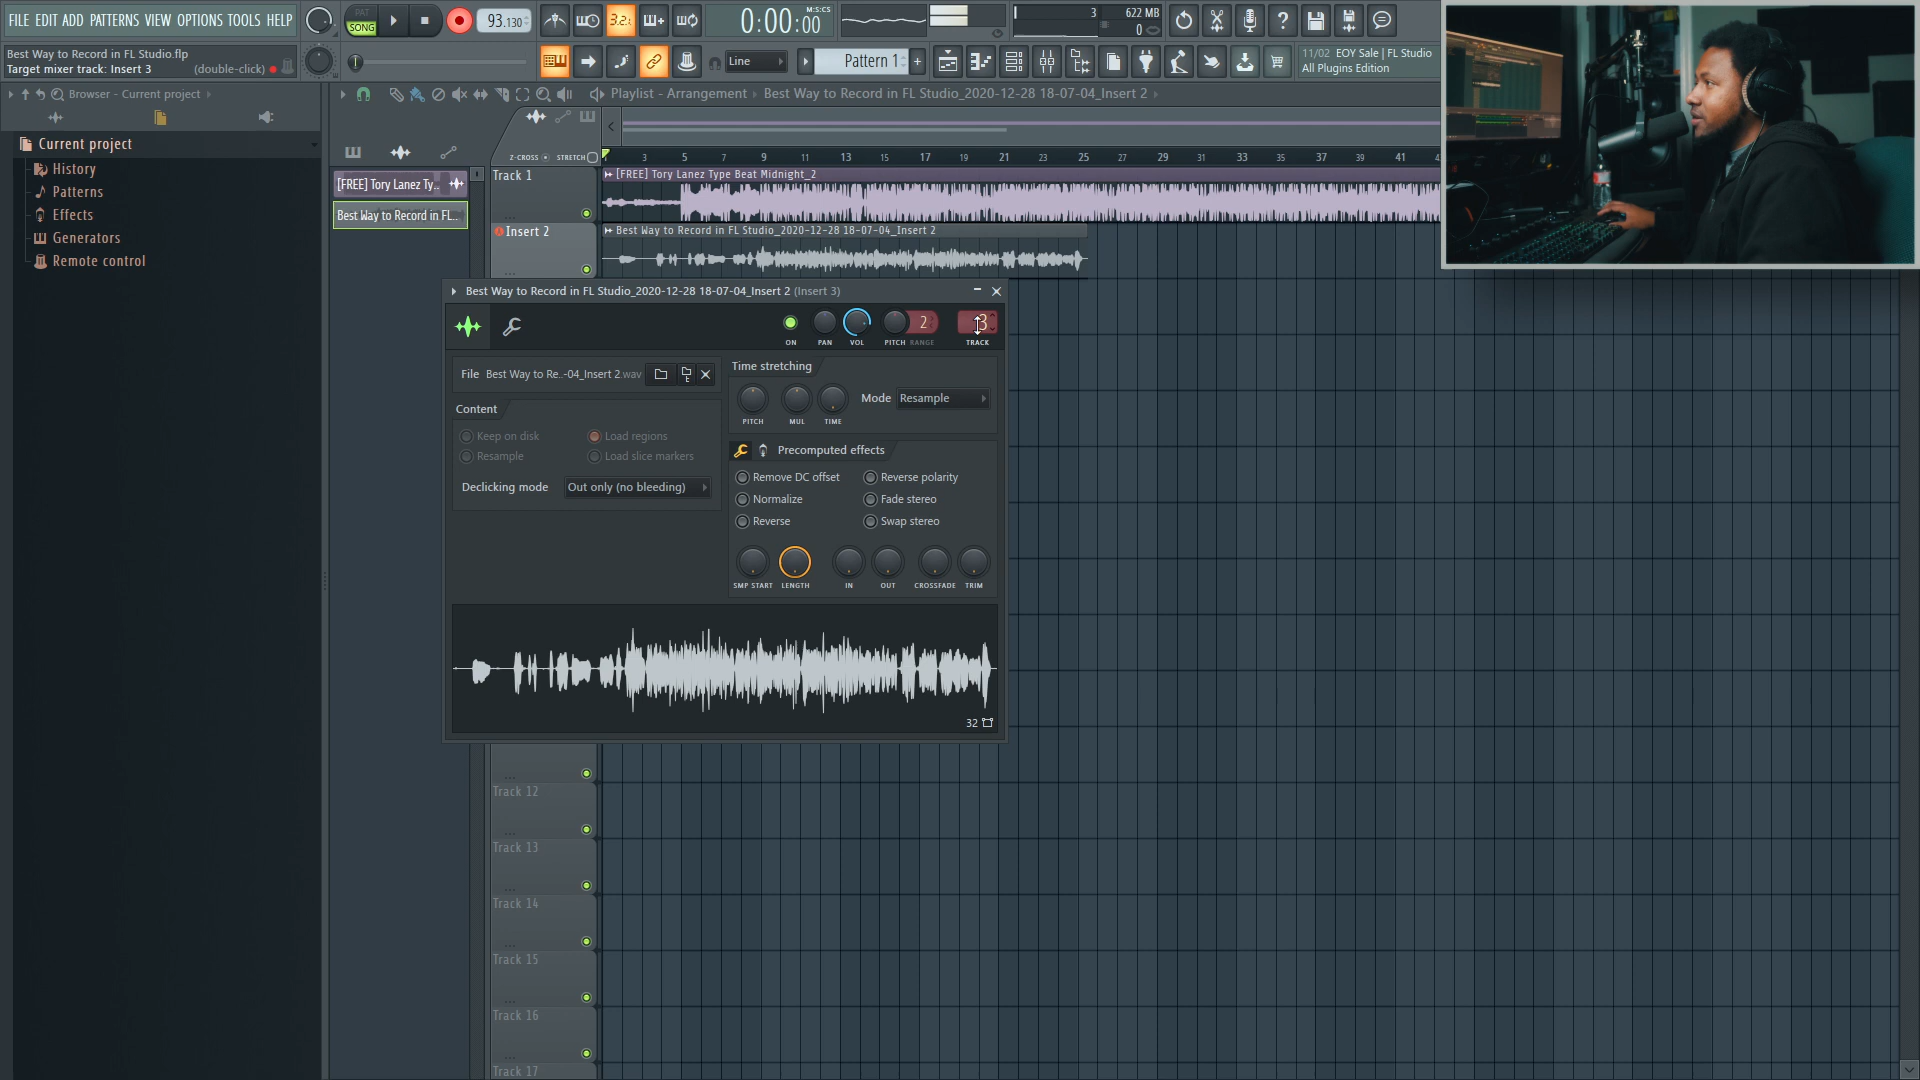 FILE EDIT ADD PATTERNS VIEW OPTIONS TOOLS HELP
PAT
SONG
93.130
3.2.
0:00:00
M:S:CS
3
622 MB
0
Best Way to Record in FL Studio.flp
Target mixer track: Insert 3
(double-click)
Line
Pattern 1
11/02 EOY Sale | FL Studio
All Plugins Edition
Browser - Current project
Playlist - Arrangement
Best Way to Record in FL Studio_2020-12-28 18-07-04_Insert 2
Current project
History
Patterns
Effects
Generators
Remote control
Z-CROSS
STRETCH
3 5 7 9 11 13 15 17 19 21 23 25 27 29 31 33 35 37 39 41
[FREE] Tory Lanez Ty..
Best Way to Record in FL..
Track 1
[FREE] Tory Lanez Type Beat Midnight_2
Insert 2
Best Way to Record in FL Studio_2020-12-28 18-07-04_Insert 2
Best Way to Record in FL Studio_2020-12-28 18-07-04_Insert 2 (Insert 3)
2
3
ON
PAN
VOL
PITCH
RANGE
TRACK
File
Best Way to Re..-04_Insert 2.wav
Content
Keep on disk
Load regions
Resample
Load slice markers
Declicking mode
Out only (no bleeding)
Time stretching
Mode
Resample
PITCH
MUL
TIME
Precomputed effects
Remove DC offset
Reverse polarity
Normalize
Fade stereo
Reverse
Swap stereo
SMP START
LENGTH
IN
OUT
CROSSFADE
TRIM
32
Track 12
Track 13
Track 14
Track 15
Track 16
Track 17